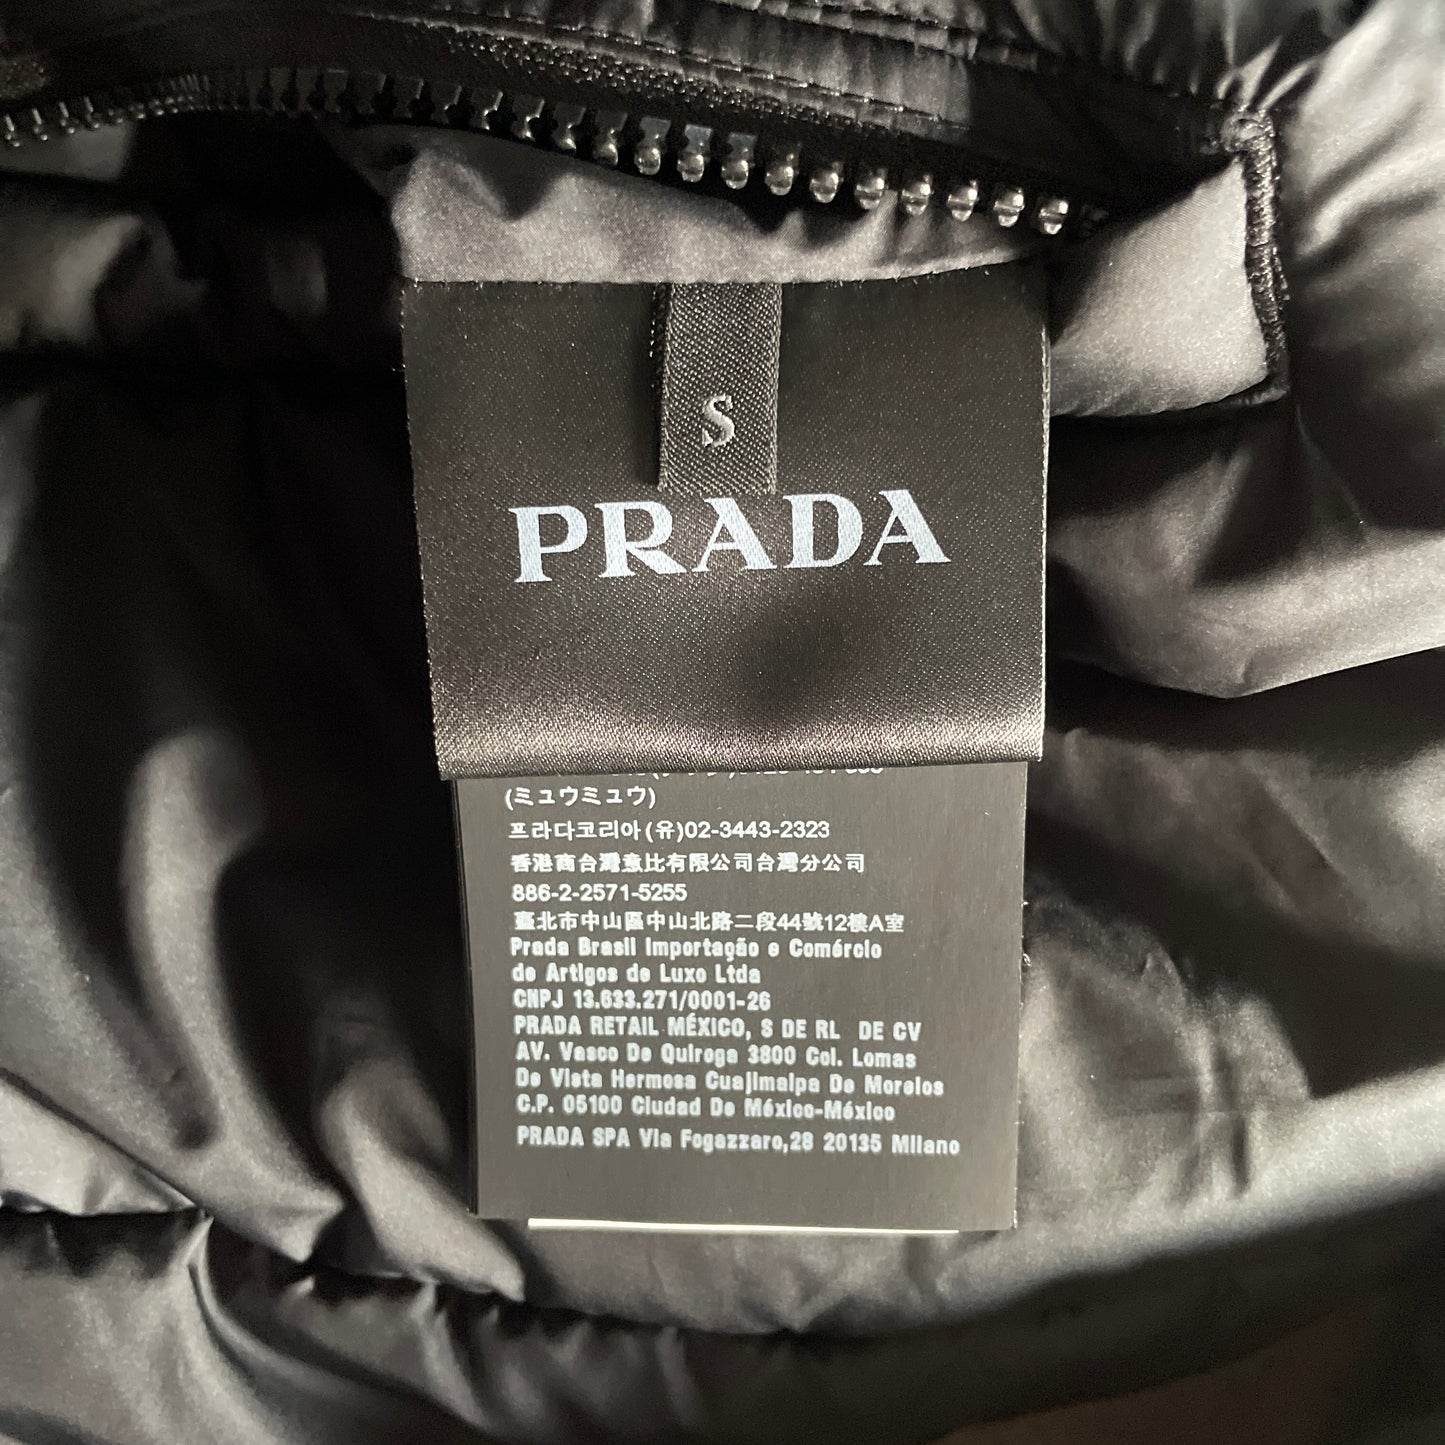 S
PRADA
(ミュウミュウ)
프라다코리아(유)02-3443-2323
香港商台灣意比有限公司台灣分公司
886-2-2571-5255
臺北市中山區中山北路二段44號12樓A室
Prada Brasil Importação e Comércio
de Artigos de Luxo Ltda
CNPJ 13.633.271/0001-26
PRADA RETAIL MÉXICO, S DE RL DE CV
AV. Vasco De Quiroga 3800 Col. Lomas
De Vista Hermosa Cuajimalpa De Morelos
C.P. 05100 Ciudad De México-México
PRADA SPA Via Fogazzaro,28 20135 Milano